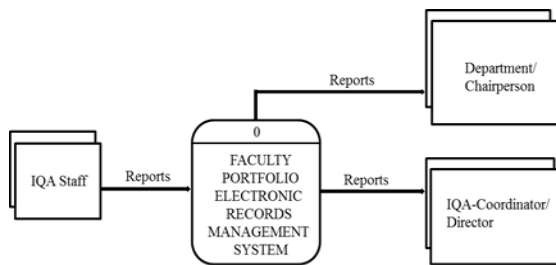 Reports
Department/
Chairperson
0
FACULTY
PORTFOLIO
ELECTRONIC
RECORDS
MANAGEMENT
SYSTEM
IQA Staff
Reports
Reports
IQA-Coordinator/
Director